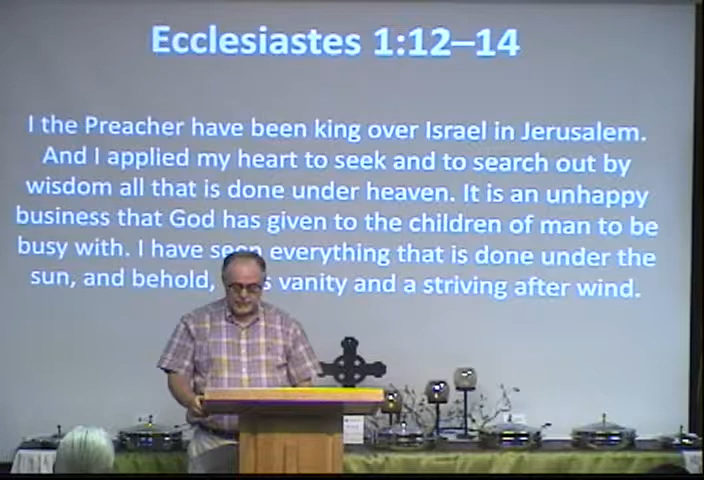 Ecclesiastes 1:12–14
I the Preacher have been king over Israel in Jerusalem.
And I applied my heart to seek and to search out by
wisdom all that is done under heaven. It is an unhappy
business that God has given to the children of man to be
busy with. I have seen everything that is done under the
sun, and behold, s vanity and a striving after wind.